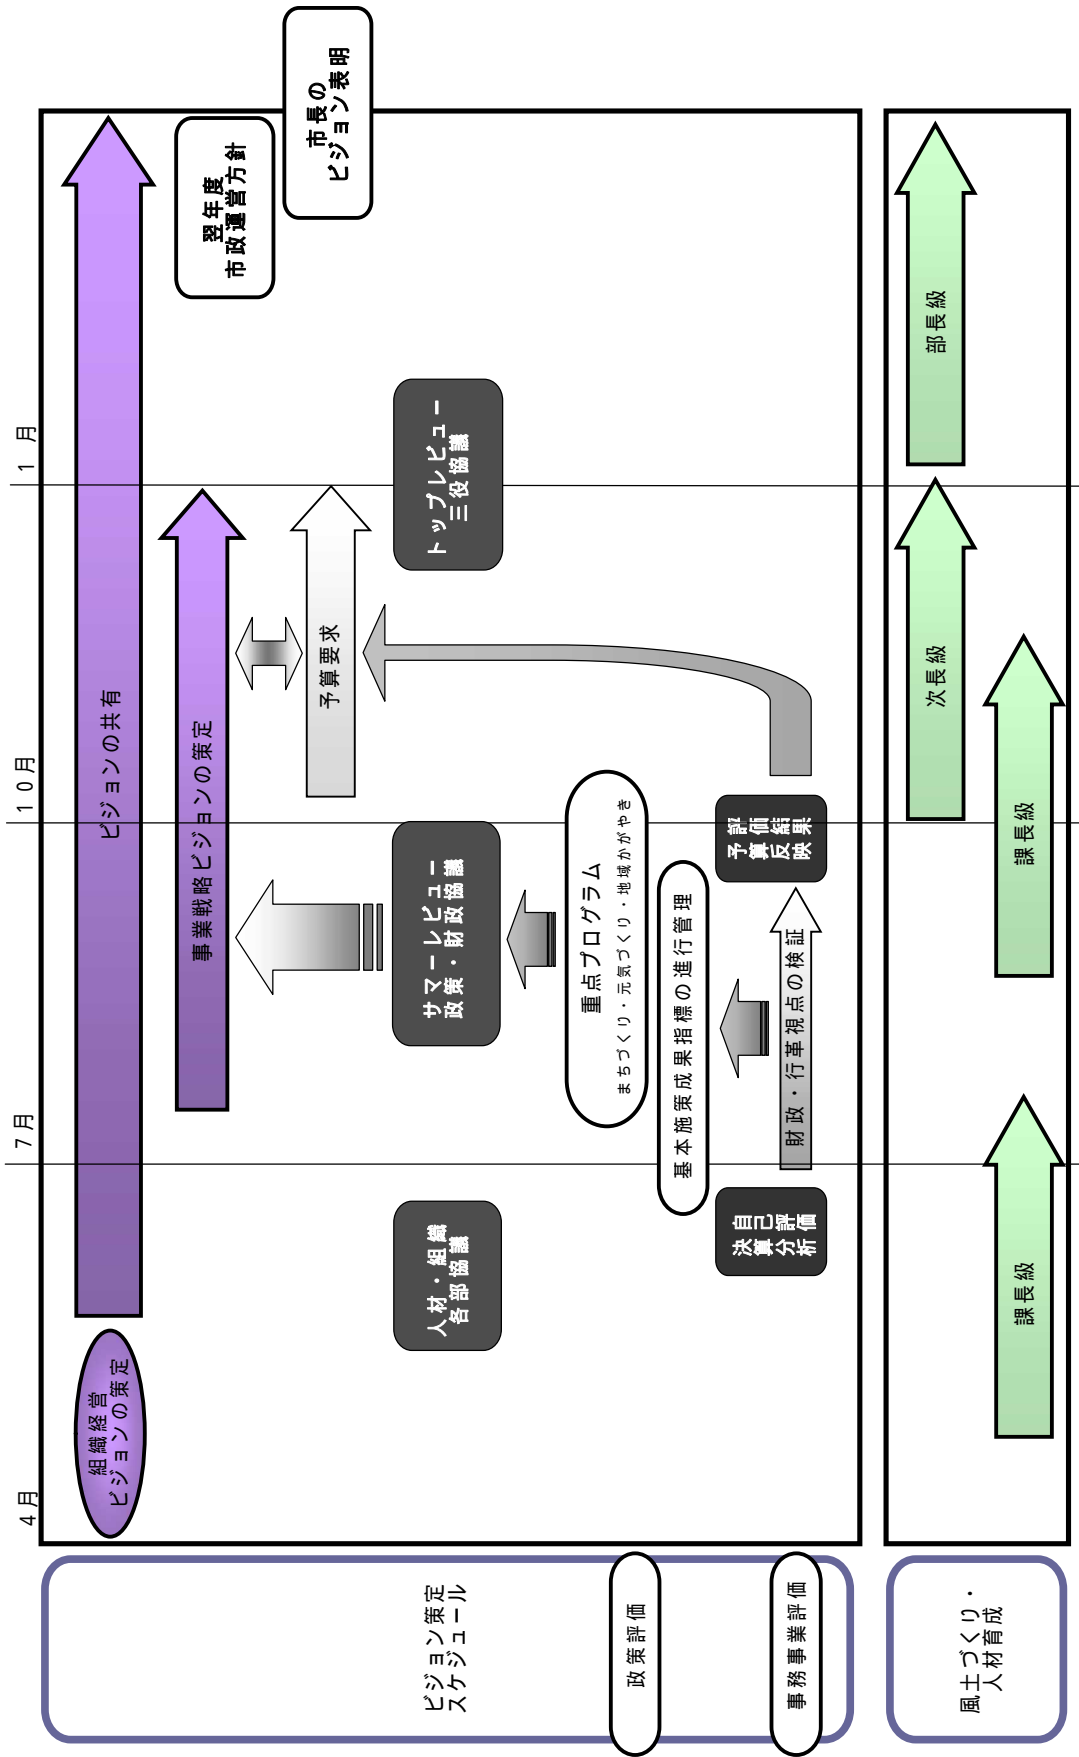 4月
7月
10月
1月
ビジョン策定
スケジュール
政策評価
事務事業評価
風土づくり・
人材育成
組織経営
ビジョンの策定
ビジョンの共有
事業戦略ビジョンの策定
翌年度
市政運営方針
市長の
ビジョン表明
予算要求
人材・組織
各部協議
サマーレビュー
政策・財政協議
トップレビュー
三役協議
重点プログラム
まちづくり・元気づくり・地域かがやき
基本施策成果指標の進行管理
自己評価
決算分析
財政・行革視点の検証
評価結果
予算反映
課長級
課長級
次長級
部長級